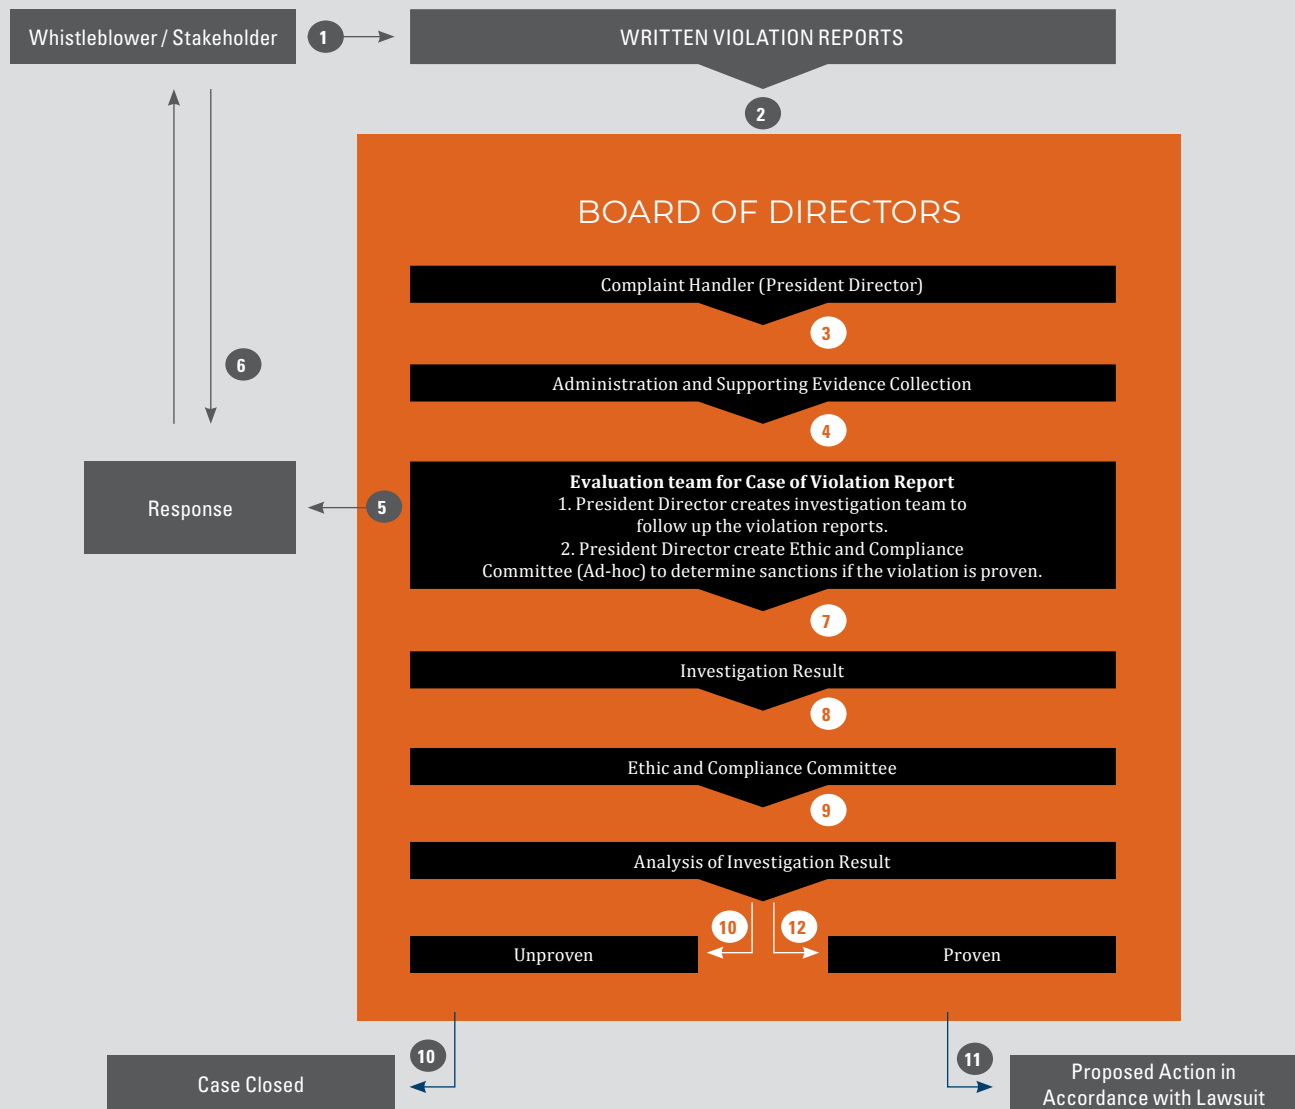 Whistleblower / Stakeholder
1
WRITTEN VIOLATION REPORTS
2
BOARD OF DIRECTORS
Complaint Handler (President Director)
3
6
Administration and Supporting Evidence Collection
4
Response
5
Evaluation team for Case of Violation Report
1. President Director creates investigation team to
follow up the violation reports.
2. President Director create Ethic and Compliance
Committee (Ad-hoc) to determine sanctions if the violation is proven.
7
Investigation Result
8
Ethic and Compliance Committee
9
Analysis of Investigation Result
10
12
Unproven
Proven
10
11
Case Closed
Proposed Action in
Accordance with Lawsuit